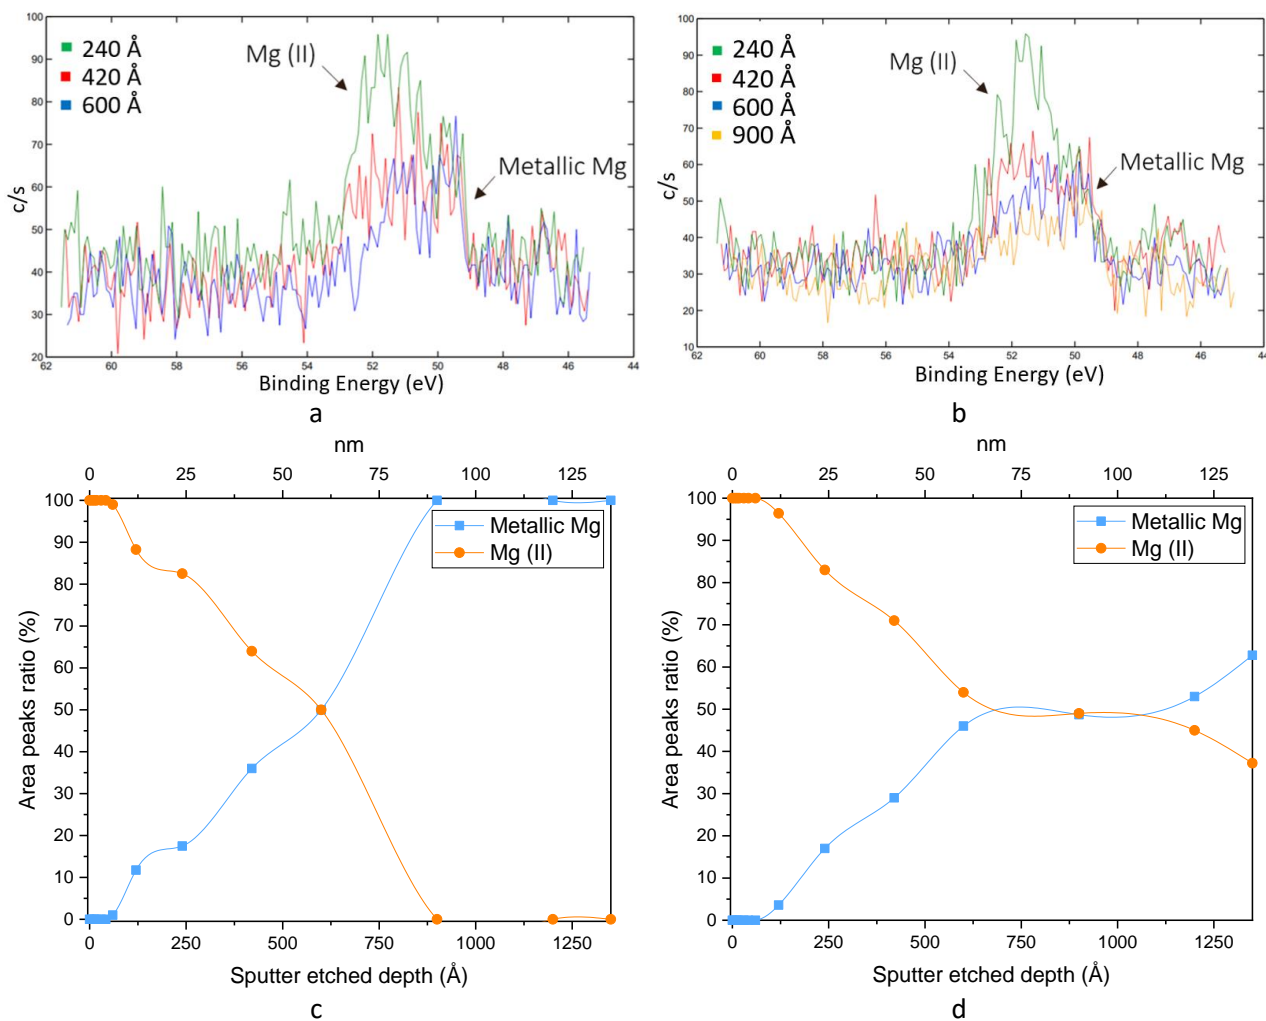 100
90
80
70
60
50
40
30
20
c/s
240 Å
420 Å
600 Å
Mg (II)
Metallic Mg
62 60 58 56 54 52 50 48 46 44
Binding Energy (eV)
a
100
90
80
70
60
50
40
30
20
10
c/s
240 Å
420 Å
600 Å
900 Å
Mg (II)
Metallic Mg
62 60 58 56 54 52 50 48 46 44
Binding Energy (eV)
b
nm
0 25 50 75 100 125
100
90
80
70
60
50
40
30
20
10
0
Area peaks ratio (%)
Metallic Mg
Mg (II)
0 250 500 750 1000 1250
Sputter etched depth (Å)
c
nm
0 25 50 75 100 125
100
90
80
70
60
50
40
30
20
10
0
Area peaks ratio (%)
Metallic Mg
Mg (II)
0 250 500 750 1000 1250
Sputter etched depth (Å)
d